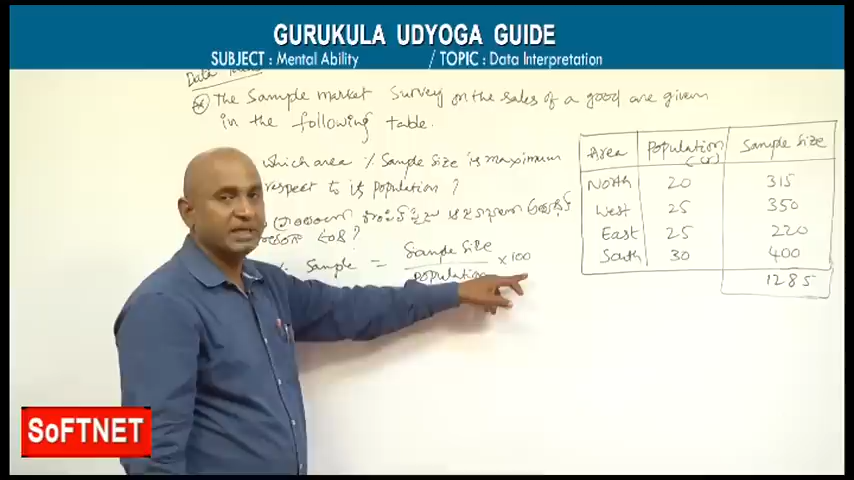 GURUKULA UDYOGA GUIDE
SUBJECT : Mental Ability / TOPIC : Data Interpretation
Data
Ex The Sample market Survey on the sales of a good are given
in the following table.
which area % Sample Size is maximum
respect to its population ?
% Sample = Sample Size / population × 100
Area Population (cr) Sample Size
North 20 315
West 25 350
East 25 220
South 30 400
1285
SoFTNET